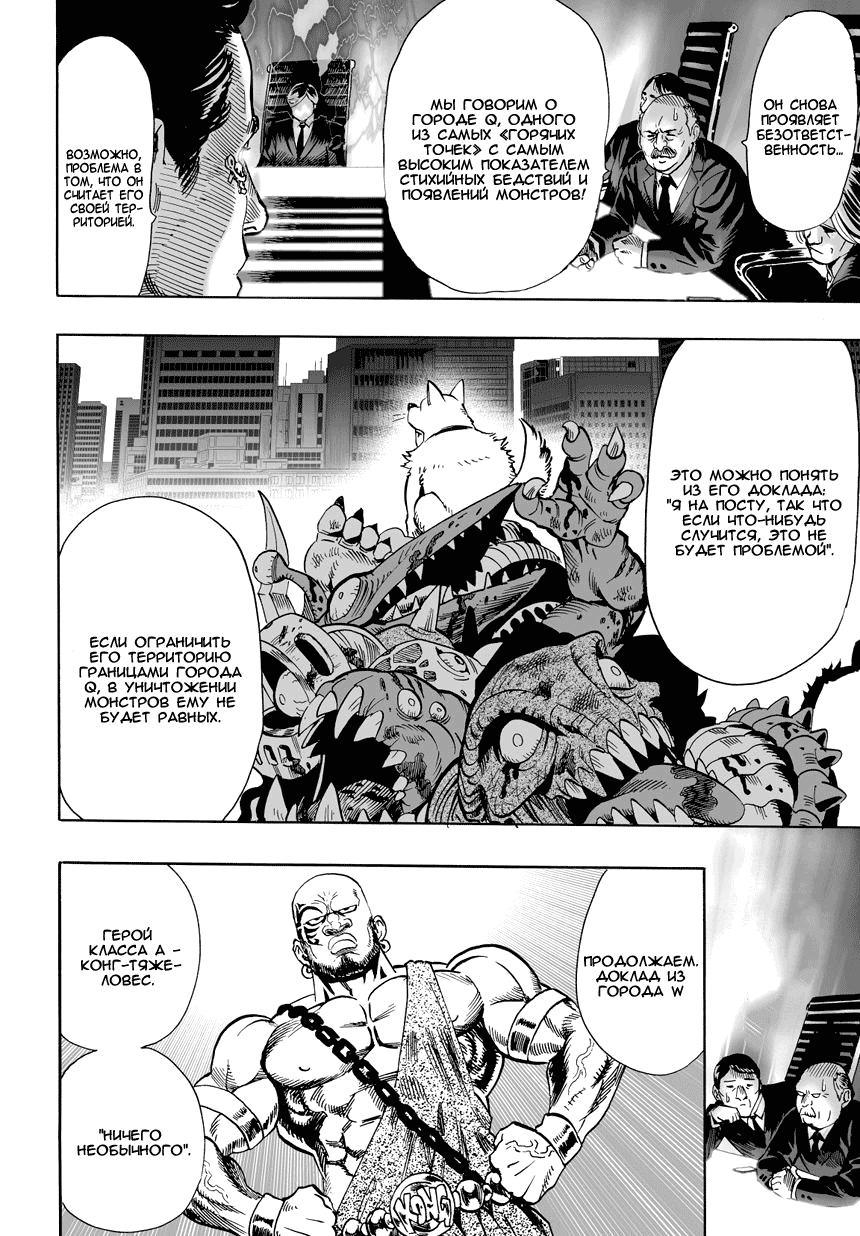 ОН СНОВА
ПРОЯВЛЯЕТ
БЕЗОТВЕТСТ-
ВЕННОСТЬ...
МЫ ГОВОРИМ О
ГОРОДЕ Q, ОДНОГО
ИЗ САМЫХ «ГОРЯЧИХ
ТОЧЕК» С САМЫМ
ВЫСОКИМ ПОКАЗАТЕЛЕМ
СТИХИЙНЫХ БЕДСТВИЙ И
ПОЯВЛЕНИЙ МОНСТРОВ!
ВОЗМОЖНО,
ПРОБЛЕМА В
ТОМ, ЧТО ОН
СЧИТАЕТ ЕГО
СВОЕЙ ТЕР-
РИТОРИЕЙ.
ЭТО МОЖНО ПОНЯТЬ
ИЗ ЕГО ДОКЛАДА:
"Я НА ПОСТУ, ТАК ЧТО
ЕСЛИ ЧТО-НИБУДЬ
СЛУЧИТСЯ, ЭТО НЕ
БУДЕТ ПРОБЛЕМОЙ".
ЕСЛИ ОГРАНИЧИТЬ
ЕГО ТЕРРИТОРИЮ
ГРАНИЦАМИ ГОРОДА
Q, В УНИЧТОЖЕНИИ
МОНСТРОВ ЕМУ НЕ
БУДЕТ РАВНЫХ.
ПРОДОЛЖАЕМ.
ДОКЛАД ИЗ
ГОРОДА W
ГЕРОЙ
КЛАССА А -
КОНГ-ТЯЖЕ-
ЛОВЕС.
"НИЧЕГО
НЕОБЫЧНОГО".